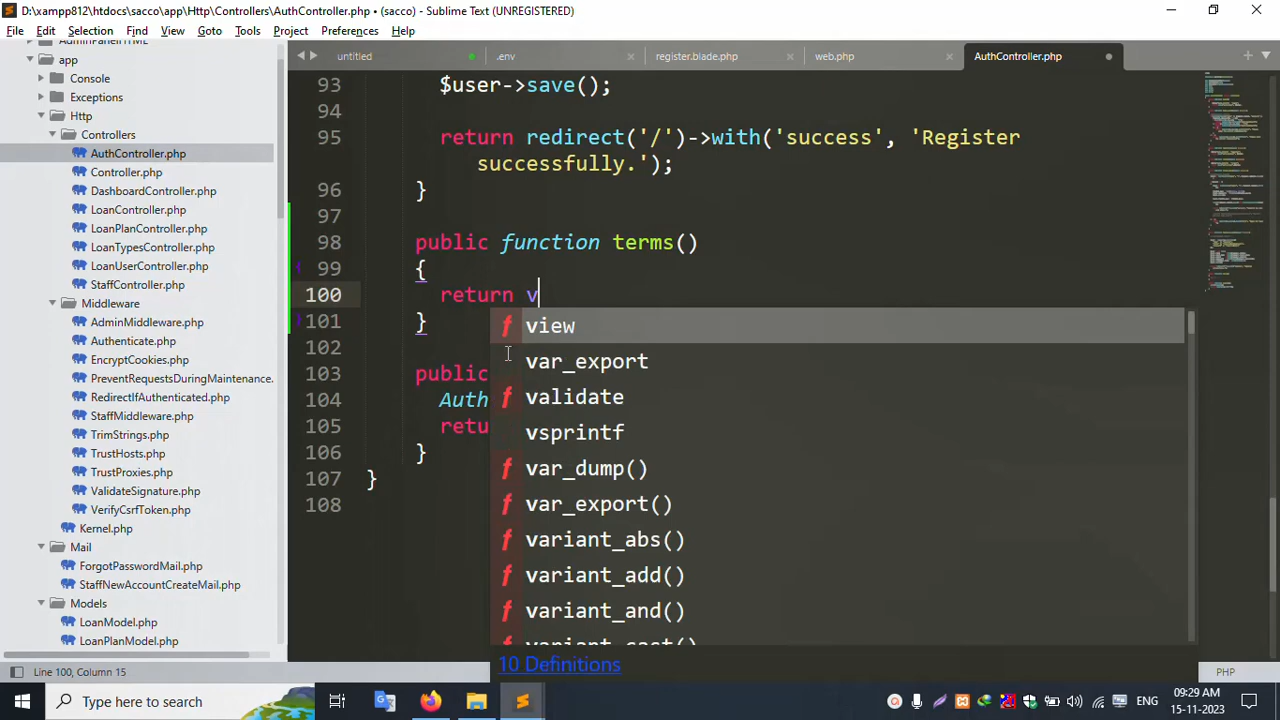 D:\xampp812\htdocs\sacco\app\Http\Controllers\AuthController.php • (sacco) - Sublime Text (UNREGISTERED)
File Edit Selection Find View Goto Tools Project Preferences Help
untitled .env register.blade.php web.php AuthController.php
app
Console
Exceptions
Http
Controllers
AuthController.php
Controller.php
DashboardController.php
LoanController.php
LoanPlanController.php
LoanTypesController.php
LoanUserController.php
StaffController.php
Middleware
AdminMiddleware.php
Authenticate.php
EncryptCookies.php
PreventRequestsDuringMaintenance.
RedirectIfAuthenticated.php
StaffMiddleware.php
TrimStrings.php
TrustHosts.php
TrustProxies.php
ValidateSignature.php
VerifyCsrfToken.php
Kernel.php
Mail
ForgotPasswordMail.php
StaffNewAccountCreateMail.php
Models
LoanModel.php
LoanPlanModel.php
93 $user->save();
94
95 return redirect('/')->with('success', 'Register
successfully.');
96 }
97
98 public function terms()
99 {
100 return v
101 }
102
103 public
104 Auth
105 retu
106 }
107 }
108
f view
var_export
f validate
vsprintf
f var_dump()
f var_export()
f variant_abs()
f variant_add()
f variant_and()
10 Definitions
Line 100, Column 15 PHP
Type here to search
ENG
09:29 AM
15-11-2023